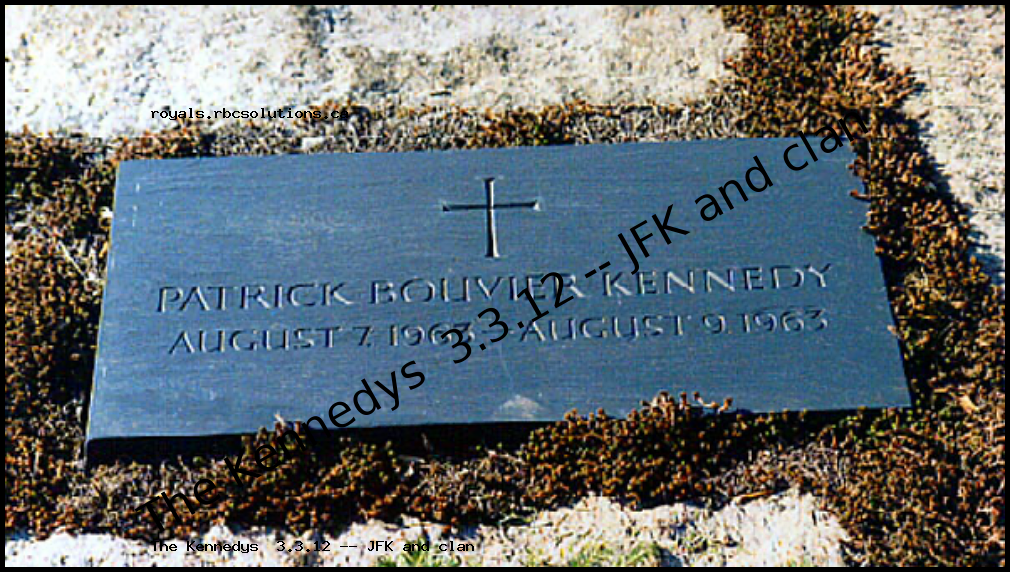 royals.rbcsolutions.co
PATRICK BOUVIER KENNEDY
AUGUST 7. 1963 AUGUST 9. 1963
The Kennedys 3.3.12 -- JFK and clan
The Kennedys 3.3.12 -- JFK and clan